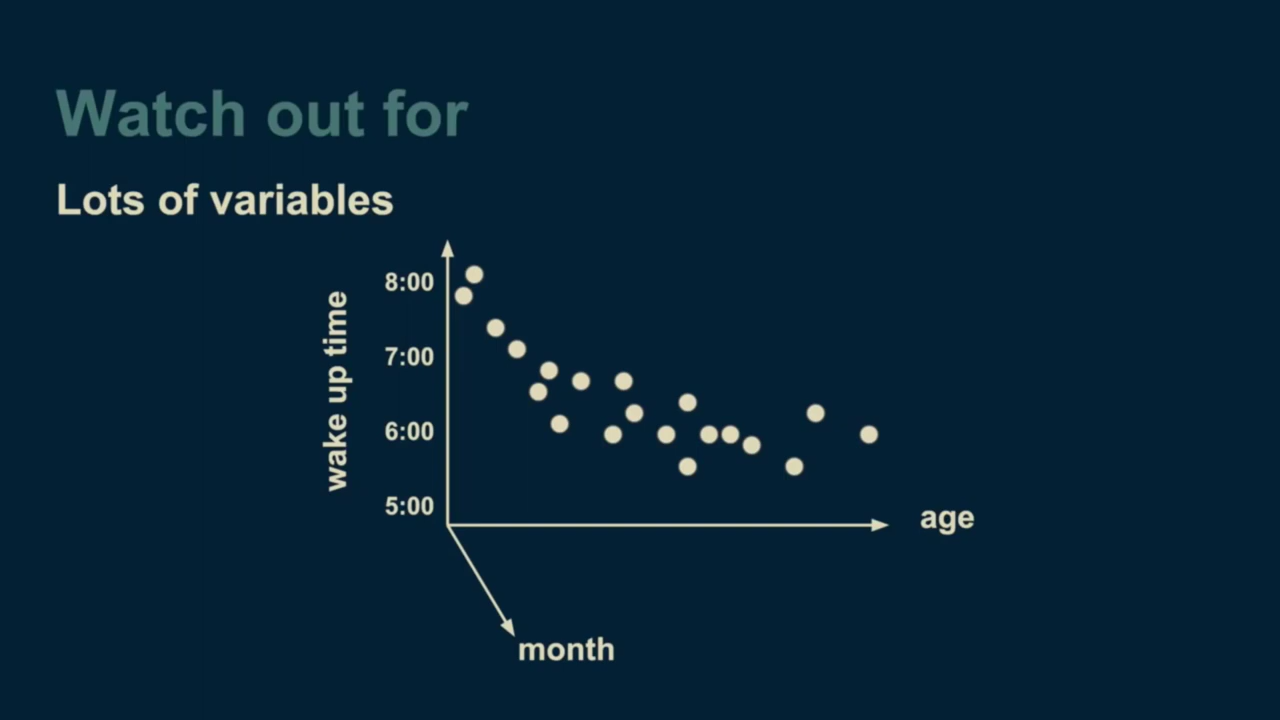 Watch out for
Lots of variables
wake up time
8:00
7:00
6:00
5:00
age
month